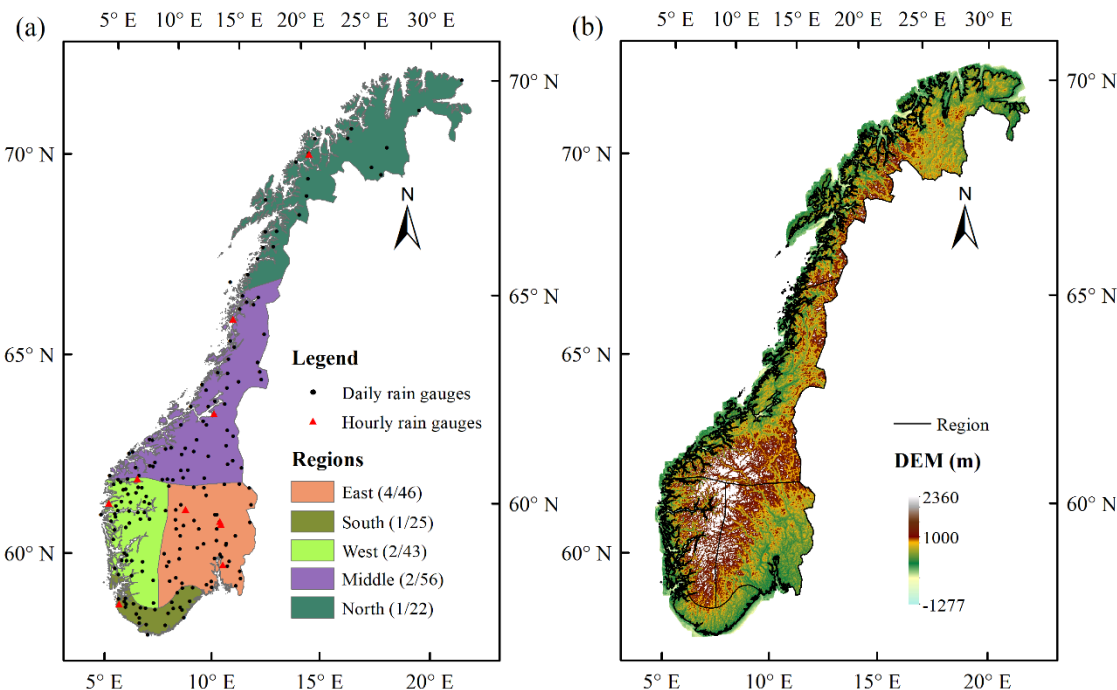 (a)
5° E 10° E 15° E 20° E 25° E 30° E
70° N
70° N
N
65° N
65° N
Legend
Daily rain gauges
Hourly rain gauges
Regions
East (4/46)
South (1/25)
West (2/43)
Middle (2/56)
North (1/22)
60° N
60° N
5° E 10° E 15° E 20° E
(b)
5° E 10° E 15° E 20° E 25° E 30° E
70° N
70° N
N
65° N
65° N
Region
DEM (m)
2360
1000
-1277
60° N
60° N
5° E 10° E 15° E 20° E